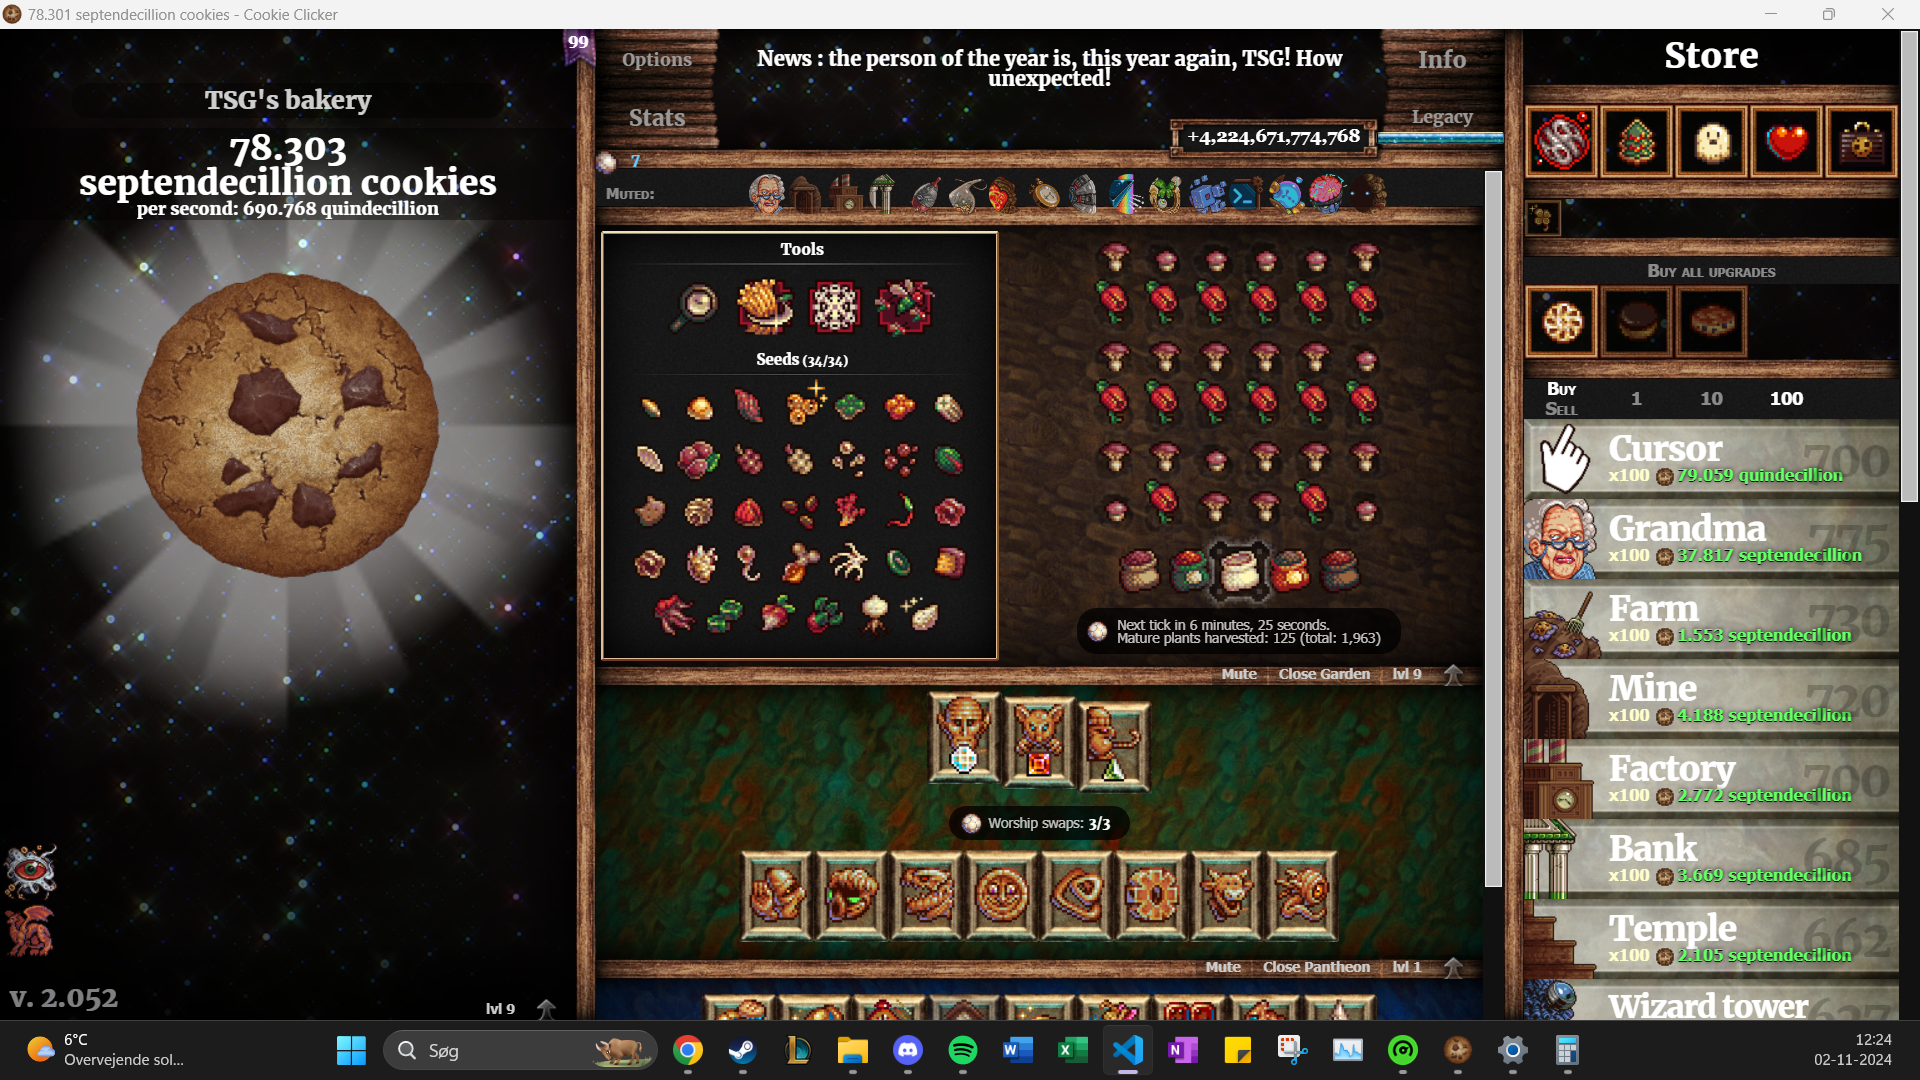 78.301 septendecillion cookies - Cookie Clicker
TSG's bakery
78.303
septendecillion cookies
per second: 690.768 quindecillion
v. 2.052
lvl 9
99
Options
Stats
News : the person of the year is, this year again, TSG! How
unexpected!
Info
Legacy
+4,224,671,774,768
7
Muted:
Tools
Seeds (34/34)
Next tick in 6 minutes, 25 seconds.
Mature plants harvested: 125 (total: 1,963)
Mute Close Garden lvl 9
Worship swaps: 3/3
Mute Close Pantheon lvl 1
Store
Buy all upgrades
Buy
Sell
1 10 100
Cursor
700
x100 79.059 quindecillion
Grandma
775
x100 37.817 septendecillion
Farm
730
x100 1.553 septendecillion
Mine
720
x100 4.188 septendecillion
Factory
700
x100 2.772 septendecillion
Bank
685
x100 3.669 septendecillion
Temple
662
x100 2.105 septendecillion
Wizard tower
627
6°C
Overvejende sol...
Søg
12:24
02-11-2024